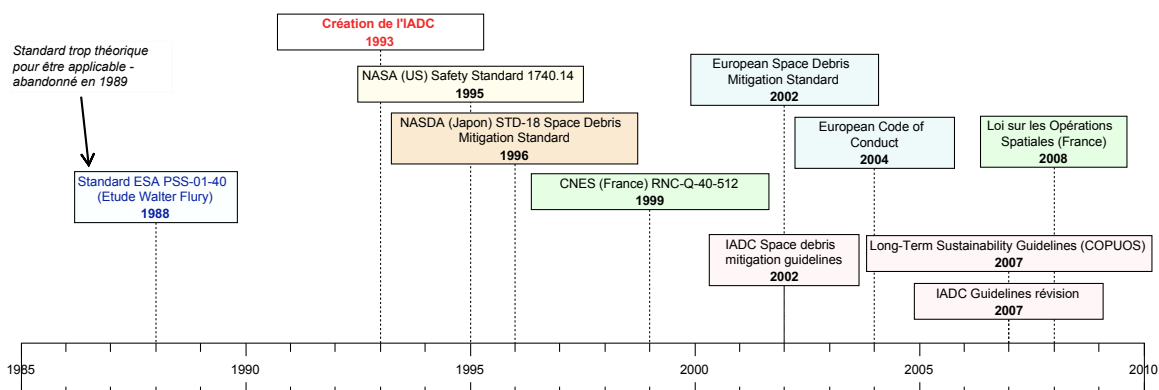 Standard trop théorique
pour être applicable -
abandonné en 1989
Standard ESA PSS-01-40
(Etude Walter Flury)
1988
Création de l'IADC
1993
NASA (US) Safety Standard 1740.14
1995
NASDA (Japon) STD-18 Space Debris
Mitigation Standard
1996
CNES (France) RNC-Q-40-512
1999
European Space Debris
Mitigation Standard
2002
European Code of
Conduct
2004
Loi sur les Opérations
Spatiales (France)
2008
IADC Space debris
mitigation guidelines
2002
Long-Term Sustainability Guidelines (COPUOS)
2007
IADC Guidelines révision
2007
1985
1990
1995
2000
2005
2010